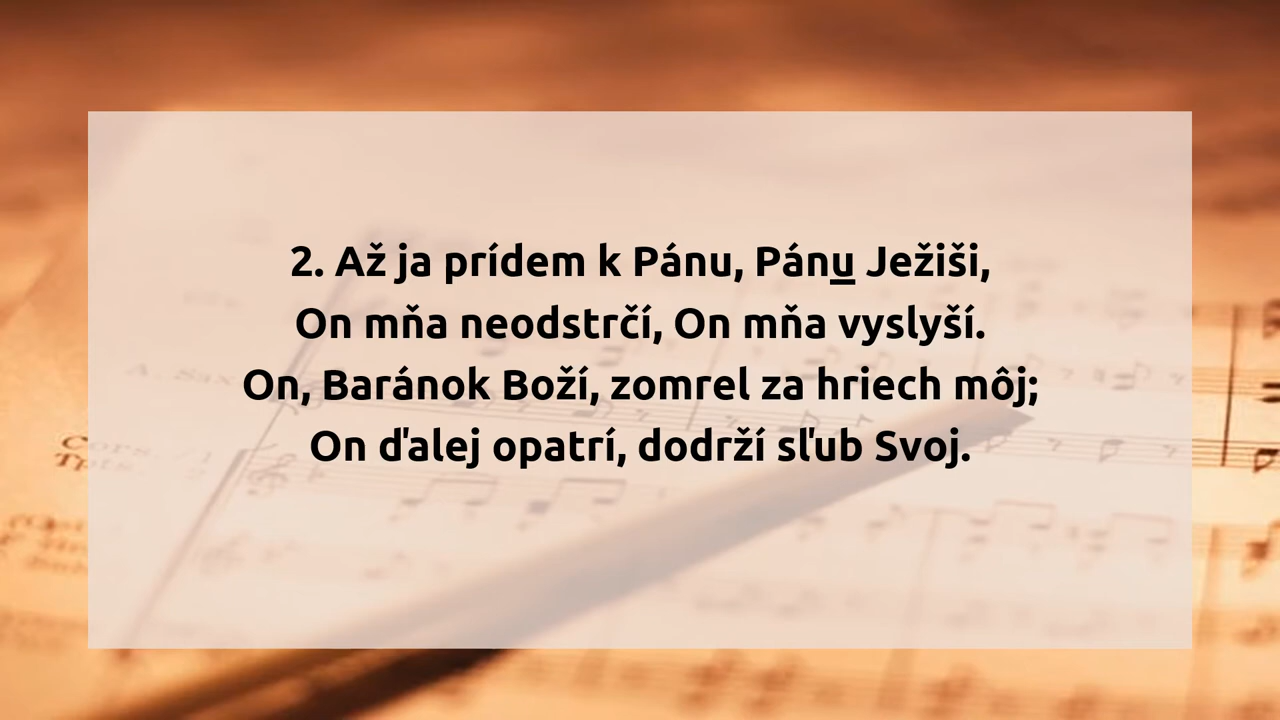 2. Až ja prídem k Pánu, Pánu Ježiši,
On mňa neodstrčí, On mňa vyslyší.
On, Baránok Boží, zomrel za hriech môj;
On ďalej opatrí, dodrží sľub Svoj.